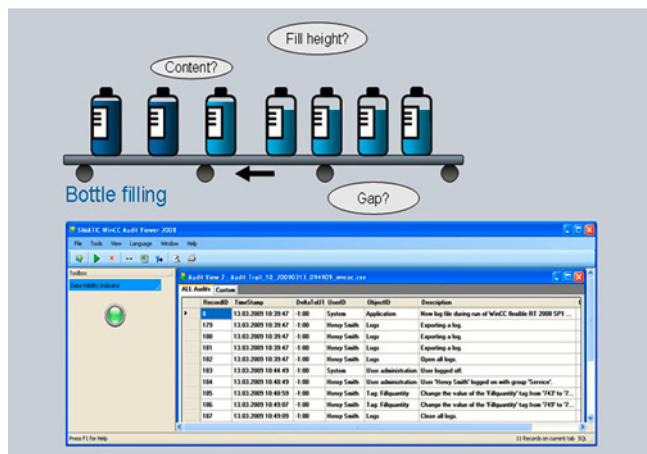 Fill height?
Content?
Bottle filling
Gap?
SIMATIC WinCC Audit Viewer 2008
File Tools View Language Window Help
Toolbox
Data Validity Indicator
Audit View 2 - Audit Trail_SQ_20090313_094909_wncac.csv
ALL Audits Custom
RecordID TimeStamp DeltaToUT UserID ObjectID Description
0 13.03.2009 10:39:47 -1:00 System Application New log file during run of WinCC flexible RT 2008 SP1 ...
179 13.03.2009 10:39:47 -1:00 Henry Smith Logs Exporting a log.
180 13.03.2009 10:39:47 -1:00 Henry Smith Logs Exporting a log.
181 13.03.2009 10:39:47 -1:00 Henry Smith Logs Exporting a log.
182 13.03.2009 10:39:47 -1:00 Henry Smith Logs Open all logs.
183 13.03.2009 10:44:49 -1:00 System User administration User logged off.
184 13.03.2009 10:48:49 -1:00 Henry Smith User administration User 'Henry Smith' logged on with group 'Service'.
185 13.03.2009 10:48:59 -1:00 Henry Smith Tag: Fillquantity Change the value of the 'Fillquantity' tag from '743' to '7...
186 13.03.2009 10:49:07 -1:00 Henry Smith Tag: Fillquantity Change the value of the 'Fillquantity' tag from '749' to '7...
187 13.03.2009 10:49:09 -1:00 Henry Smith Logs Close all logs.
Press F1 for Help 11 Records on current tab SQL